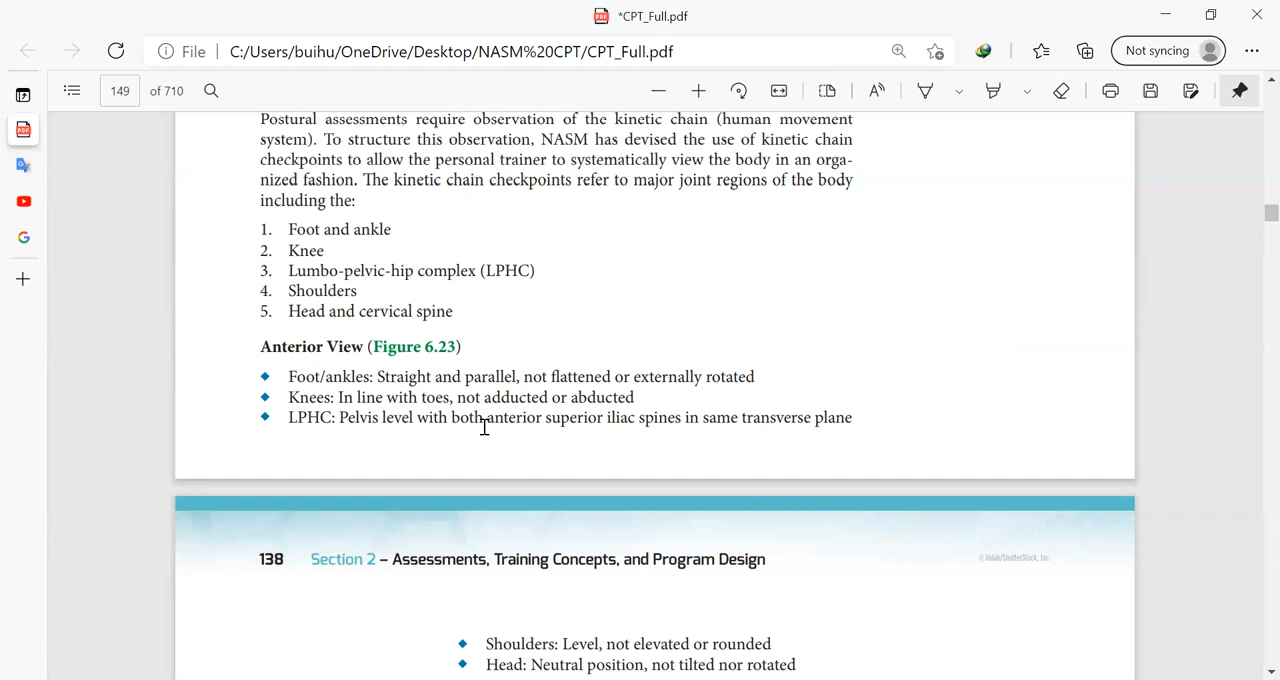 *CPT_Full.pdf
File
C:/Users/buihu/OneDrive/Desktop/NASM%20CPT/CPT_Full.pdf
Not syncing
149 of 710
Postural assessments require observation of the kinetic chain (human movement
system). To structure this observation, NASM has devised the use of kinetic chain
checkpoints to allow the personal trainer to systematically view the body in an orga-
nized fashion. The kinetic chain checkpoints refer to major joint regions of the body
including the:
1. Foot and ankle
2. Knee
3. Lumbo-pelvic-hip complex (LPHC)
4. Shoulders
5. Head and cervical spine
Anterior View (Figure 6.23)
◆ Foot/ankles: Straight and parallel, not flattened or externally rotated
◆ Knees: In line with toes, not adducted or abducted
◆ LPHC: Pelvis level with both anterior superior iliac spines in same transverse plane
138 Section 2 – Assessments, Training Concepts, and Program Design
◆ Shoulders: Level, not elevated or rounded
◆ Head: Neutral position, not tilted nor rotated